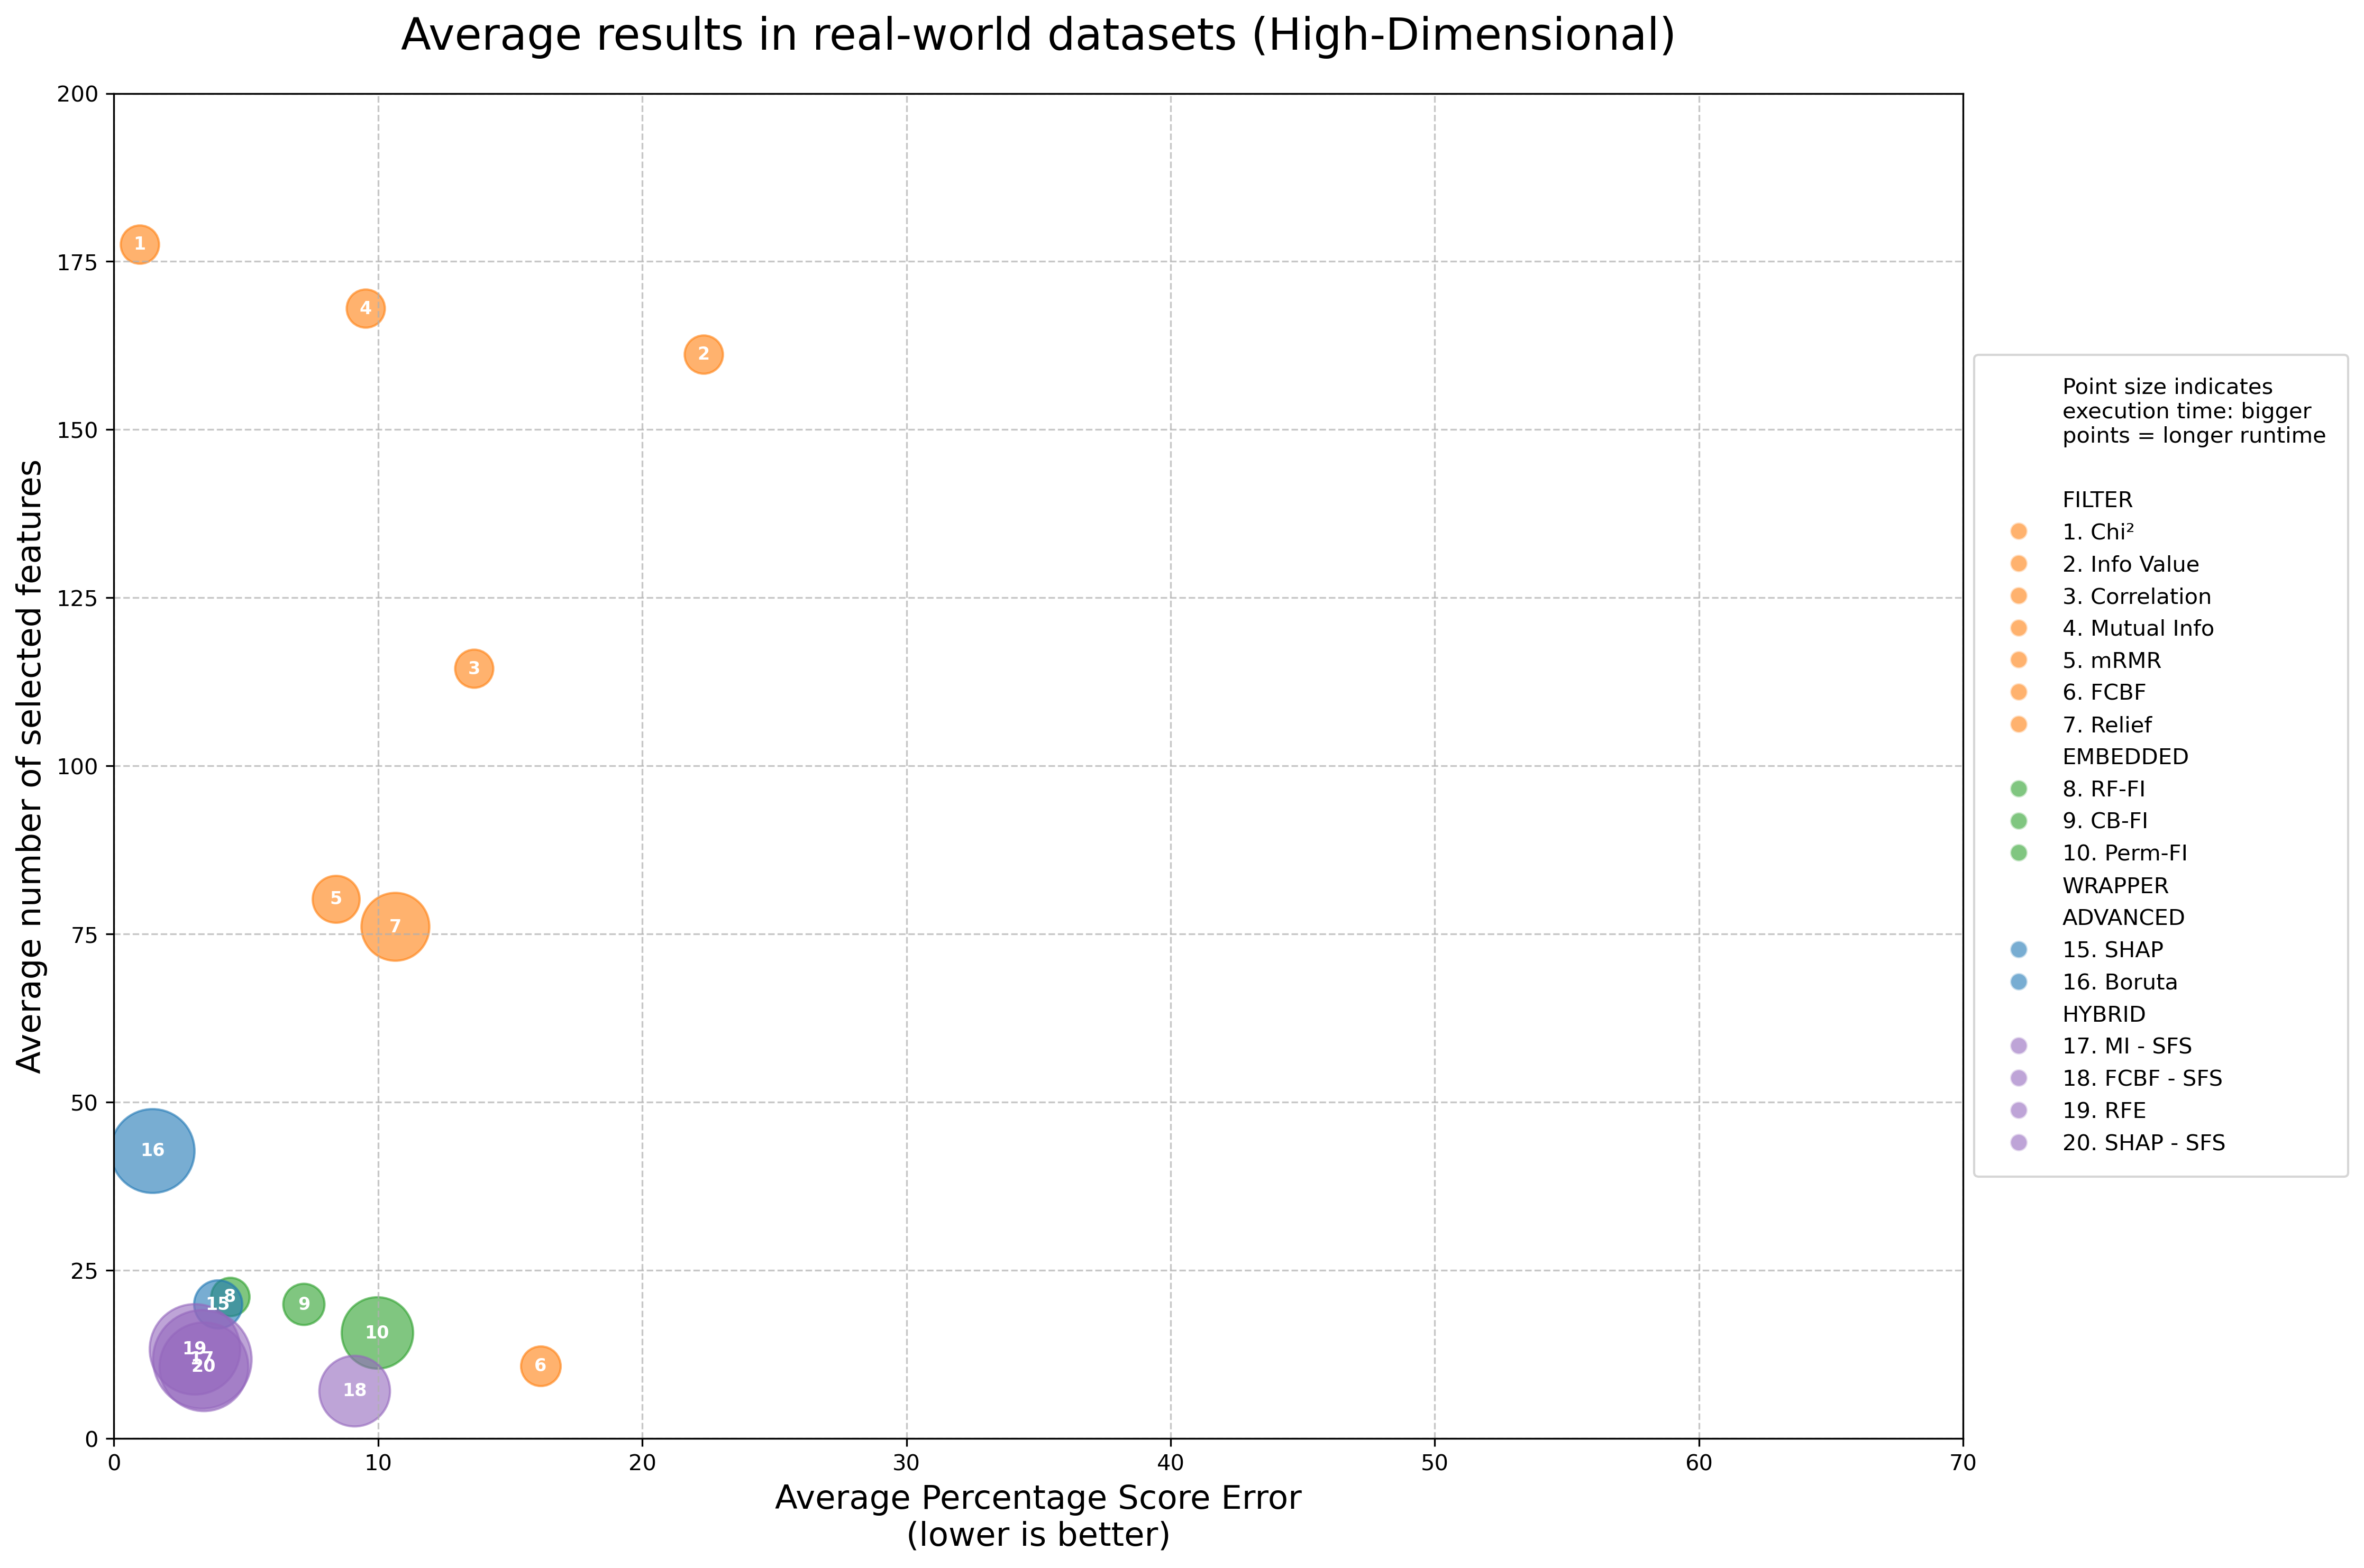 Average results in real-world datasets (High-Dimensional)
Average number of selected features
200
175
150
125
100
75
50
25
0
1
4
2
3
5
7
16
8
15
9
10
19
17
20
18
6
0 10 20 30 40 50 60 70
Average Percentage Score Error
(lower is better)
Point size indicates
execution time: bigger
points = longer runtime
FILTER
1. Chi²
2. Info Value
3. Correlation
4. Mutual Info
5. mRMR
6. FCBF
7. Relief
EMBEDDED
8. RF-FI
9. CB-FI
10. Perm-FI
WRAPPER
ADVANCED
15. SHAP
16. Boruta
HYBRID
17. MI - SFS
18. FCBF - SFS
19. RFE
20. SHAP - SFS